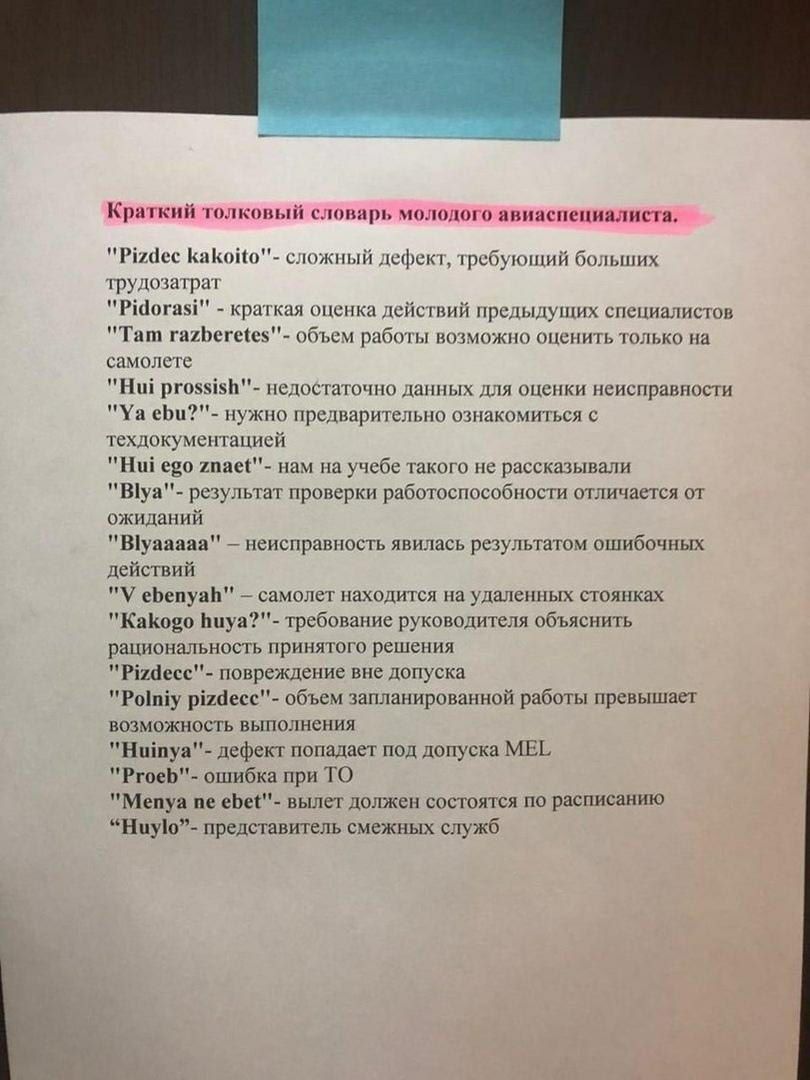 Краткий толковый словарь молодого авиаспециалиста.
"Pizdec kakoito"- сложный дефект, требующий больших
трудозатрат
"Pidorasi" - краткая оценка действий предыдущих специалистов
"Tam razberetes"- объем работы возможно оценить только на
самолете
"Hui prossish"- недостаточно данных для оценки неисправности
"Ya ebu?"- нужно предварительно ознакомиться с
техдокументацией
"Hui ego znaet"- нам на учебе такого не рассказывали
"Blya"- результат проверки работоспособности отличается от
ожиданий
"Blyaaaaa" – неисправность явилась результатом ошибочных
действий
"V ebenyah" – самолет находится на удаленных стоянках
"Kakogo huya?"- требование руководителя объяснить
рациональность принятого решения
"Pizdecc"- повреждение вне допуска
"Polniy pizdecc"- объем запланированной работы превышает
возможность выполнения
"Huinya"- дефект попадает под допуска MEL
"Proeb"- ошибка при ТО
"Menya ne ebet"- вылет должен состоятся по расписанию
“Huylo”- представитель смежных служб